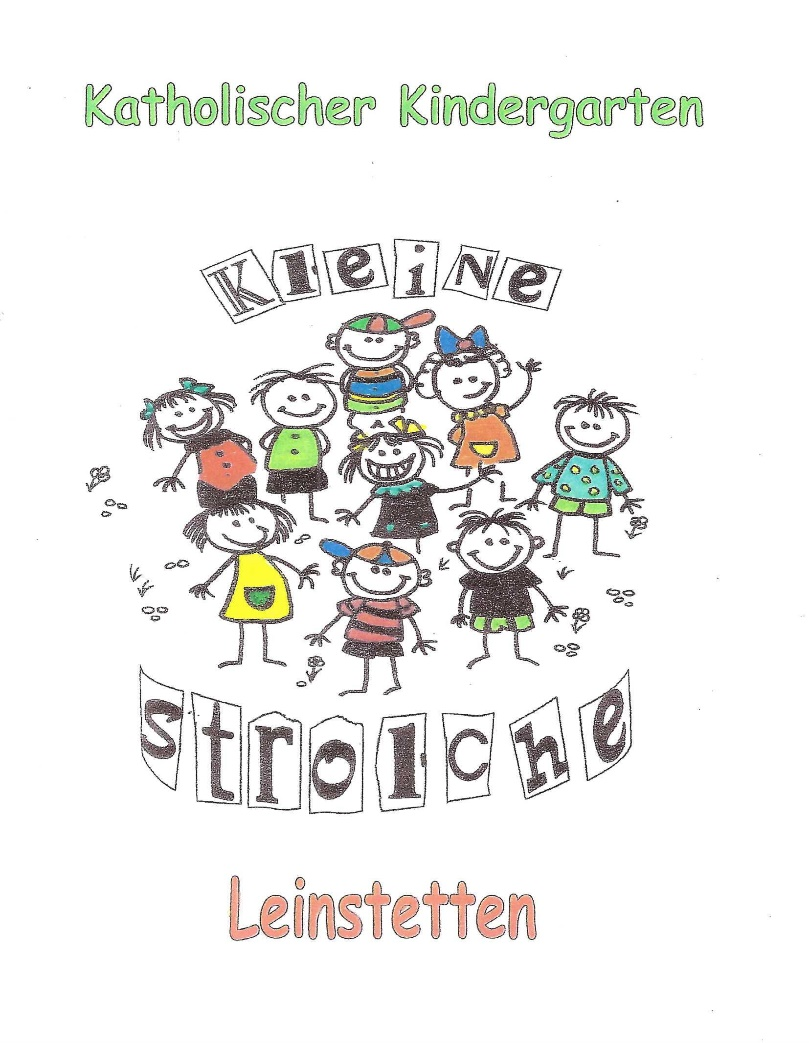 Katholischer Kindergarten
Kleine
strolche
Leinstetten